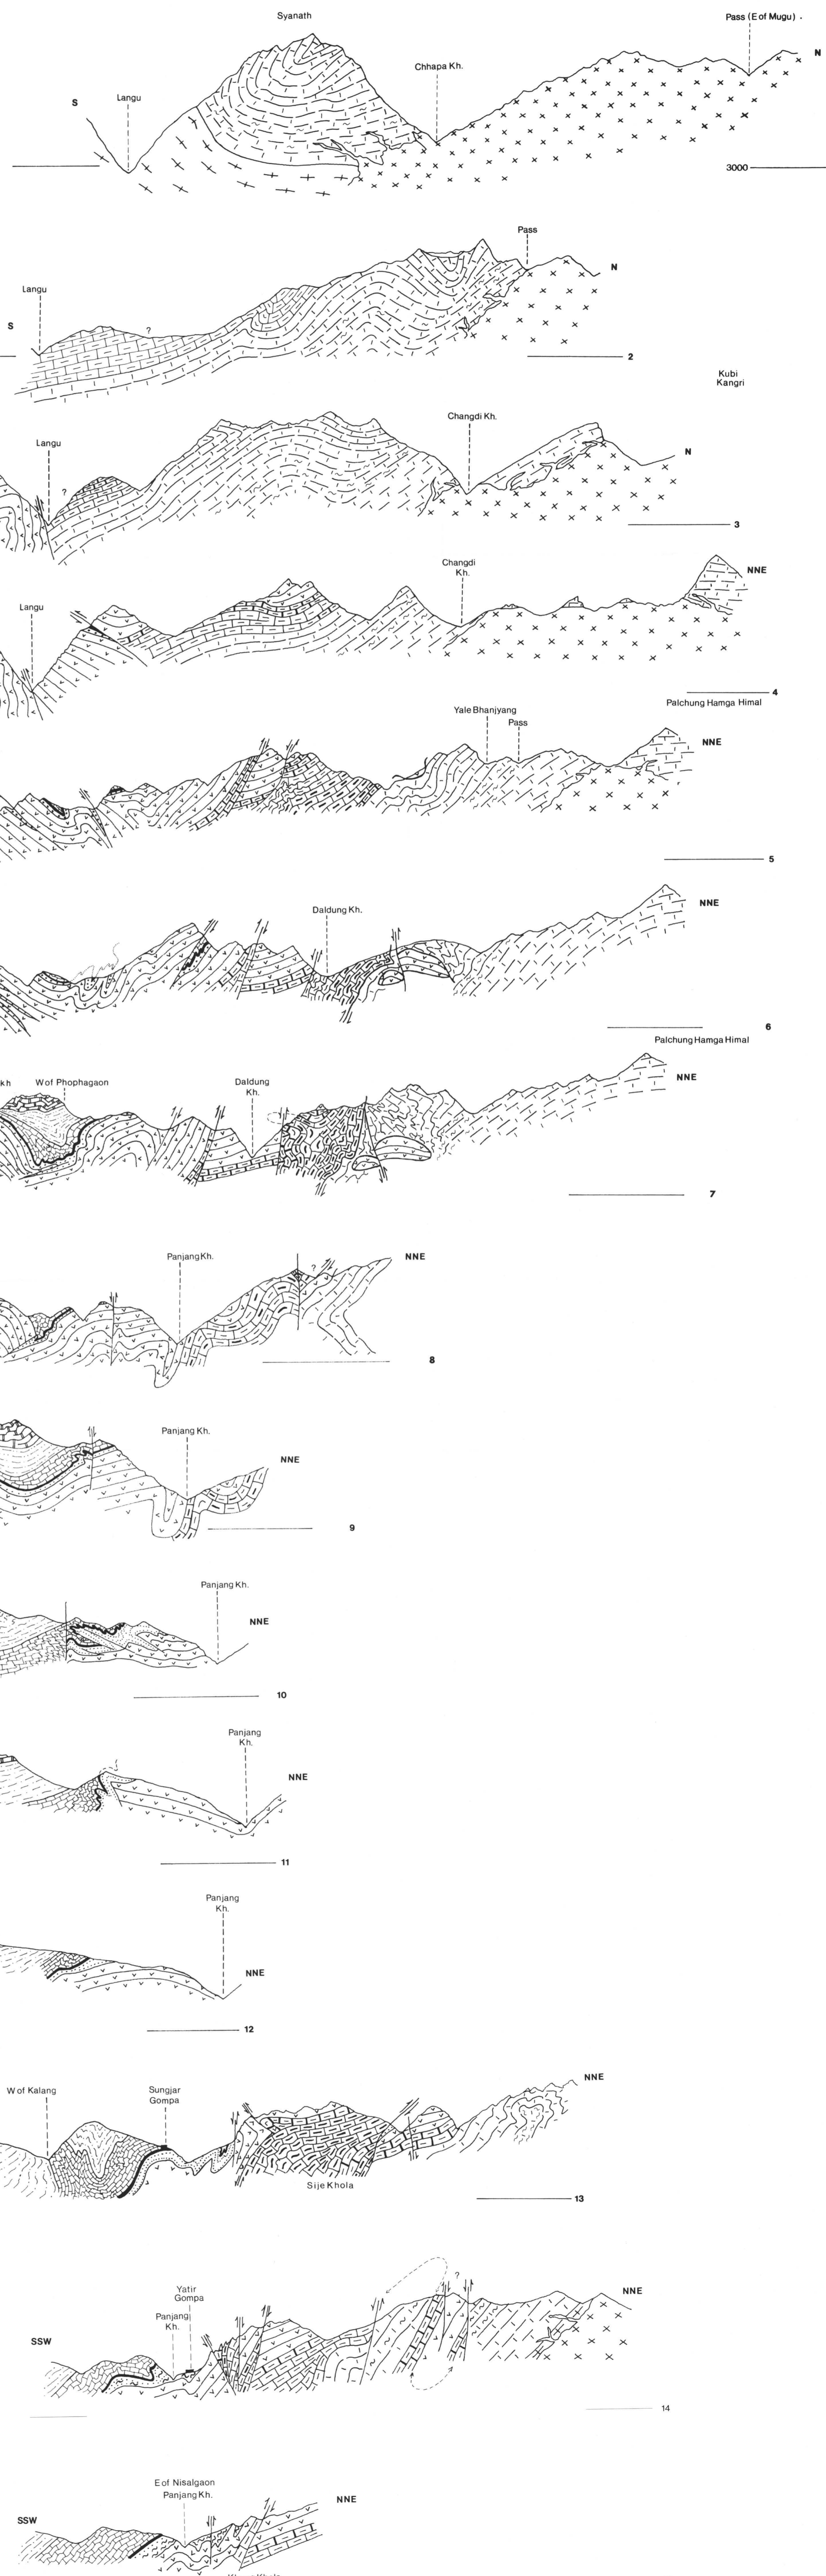 Syanath
Pass (E of Mugu)
N
Chhapa Kh.
Langu
S
3000
Pass
N
Langu
S
2
Kubi
Kangri
Changdi Kh.
Langu
N
?
3
Changdi
Kh.
NNE
Langu
4
Palchung Hamga Himal
Yale Bhanjyang
Pass
NNE
5
Daldung Kh.
NNE
6
Palchung Hamga Himal
NNE
kh
W of Phophagaon
Daldung
Kh.
7
Panjang Kh.
NNE
?
8
Panjang Kh.
NNE
9
Panjang Kh.
NNE
10
Panjang
Kh.
NNE
11
Panjang
Kh.
NNE
12
NNE
W of Kalang
Sungjar
Gompa
Sije Khola
13
?
Yatir
Gompa
NNE
Panjang
Kh.
SSW
14
E of Nisalgaon
Panjang Kh.
NNE
SSW